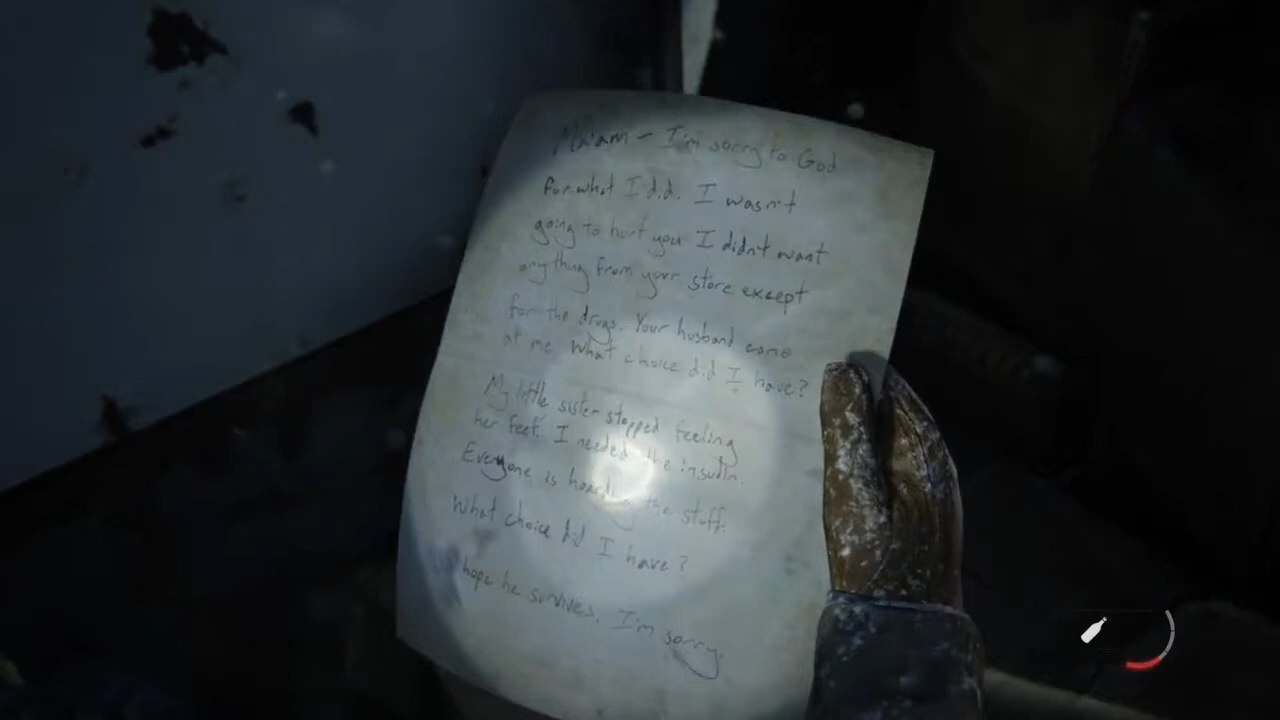 Ma'am - I'm sorry to God
for what I did. I wasn't
going to hurt you. I didn't want
anything from your store except
for the drugs. Your husband came
at me. What choice did I have?
My little sister stopped feeling
her feet. I needed the insulin.
Everyone is hoarding the stuff.
What choice did I have?
hope he survives. I'm sorry.